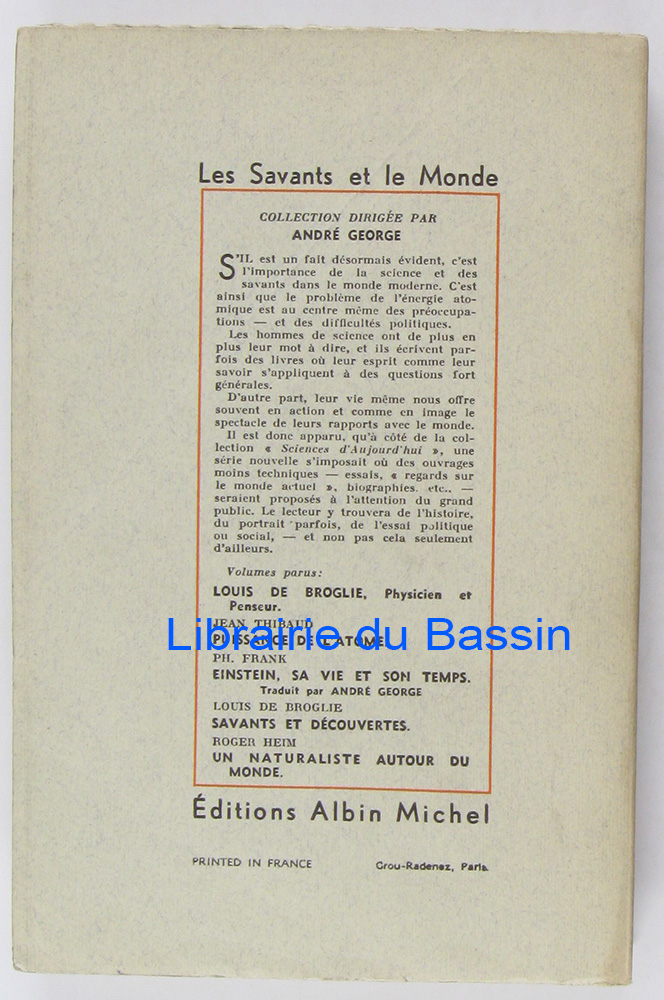 Les Savants et le Monde
COLLECTION DIRIGÉE PAR
ANDRÉ GEORGE
S'IL est un fait désormais évident, c'est
l'importance de la science et des
savants dans le monde moderne. C'est
ainsi que le problème de l'énergie ato-
mique est au centre même des préoccupa-
tions — et des difficultés politiques.
Les hommes de science ont de plus en
plus leur mot à dire, et ils écrivent par-
fois des livres où leur esprit comme leur
savoir s'appliquent à des questions fort
générales.
D'autre part, leur vie même nous offre
souvent en action et comme en image le
spectacle de leurs rapports avec le monde.
Il est donc apparu, qu'à côté de la col-
lection « Sciences d'Aujourd'hui », une
série nouvelle s'imposait où des ouvrages
moins techniques — essais, « regards sur
le monde actuel », biographies, etc., —
seraient proposés à l'attention du grand
public. Le lecteur y trouvera de l'histoire,
du portrait parfois, de l'essai politique
ou social, — et non pas cela seulement
d'ailleurs.
Volumes parus :
LOUIS DE BROGLIE, Physicien et
Penseur.
JEAN THIBAUD
PUISSANCE DE L'ATOME.
Librairie du Bassin
PH. FRANK
EINSTEIN, SA VIE ET SON TEMPS.
Traduit par ANDRÉ GEORGE
LOUIS DE BROGLIE
SAVANTS ET DÉCOUVERTES.
ROGER HEIM
UN NATURALISTE AUTOUR DU
MONDE.
Éditions Albin Michel
PRINTED IN FRANCE
Crou-Radenez, Paris.